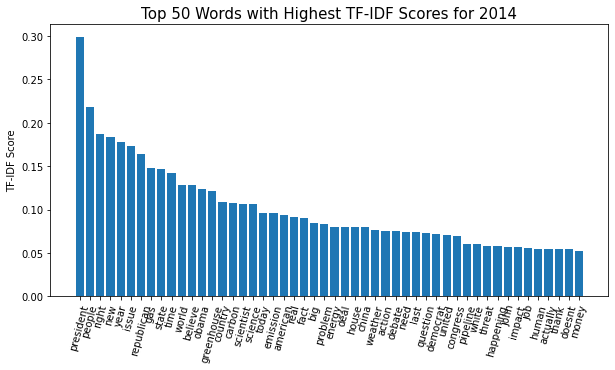 Top 50 Words with Highest TF-IDF Scores for 2014
TF-IDF Score
0.30
0.25
0.20
0.15
0.10
0.05
0.00
president
people
right
new
year
issue
republican
gas
state
time
world
believe
obama
greenhouse
country
carbon
scientist
science
today
emission
american
real
fact
big
problem
energy
deal
house
china
weather
action
debate
need
last
question
democrat
united
congress
pipeline
white
threat
happening
john
impact
job
human
actually
thank
doesnt
money